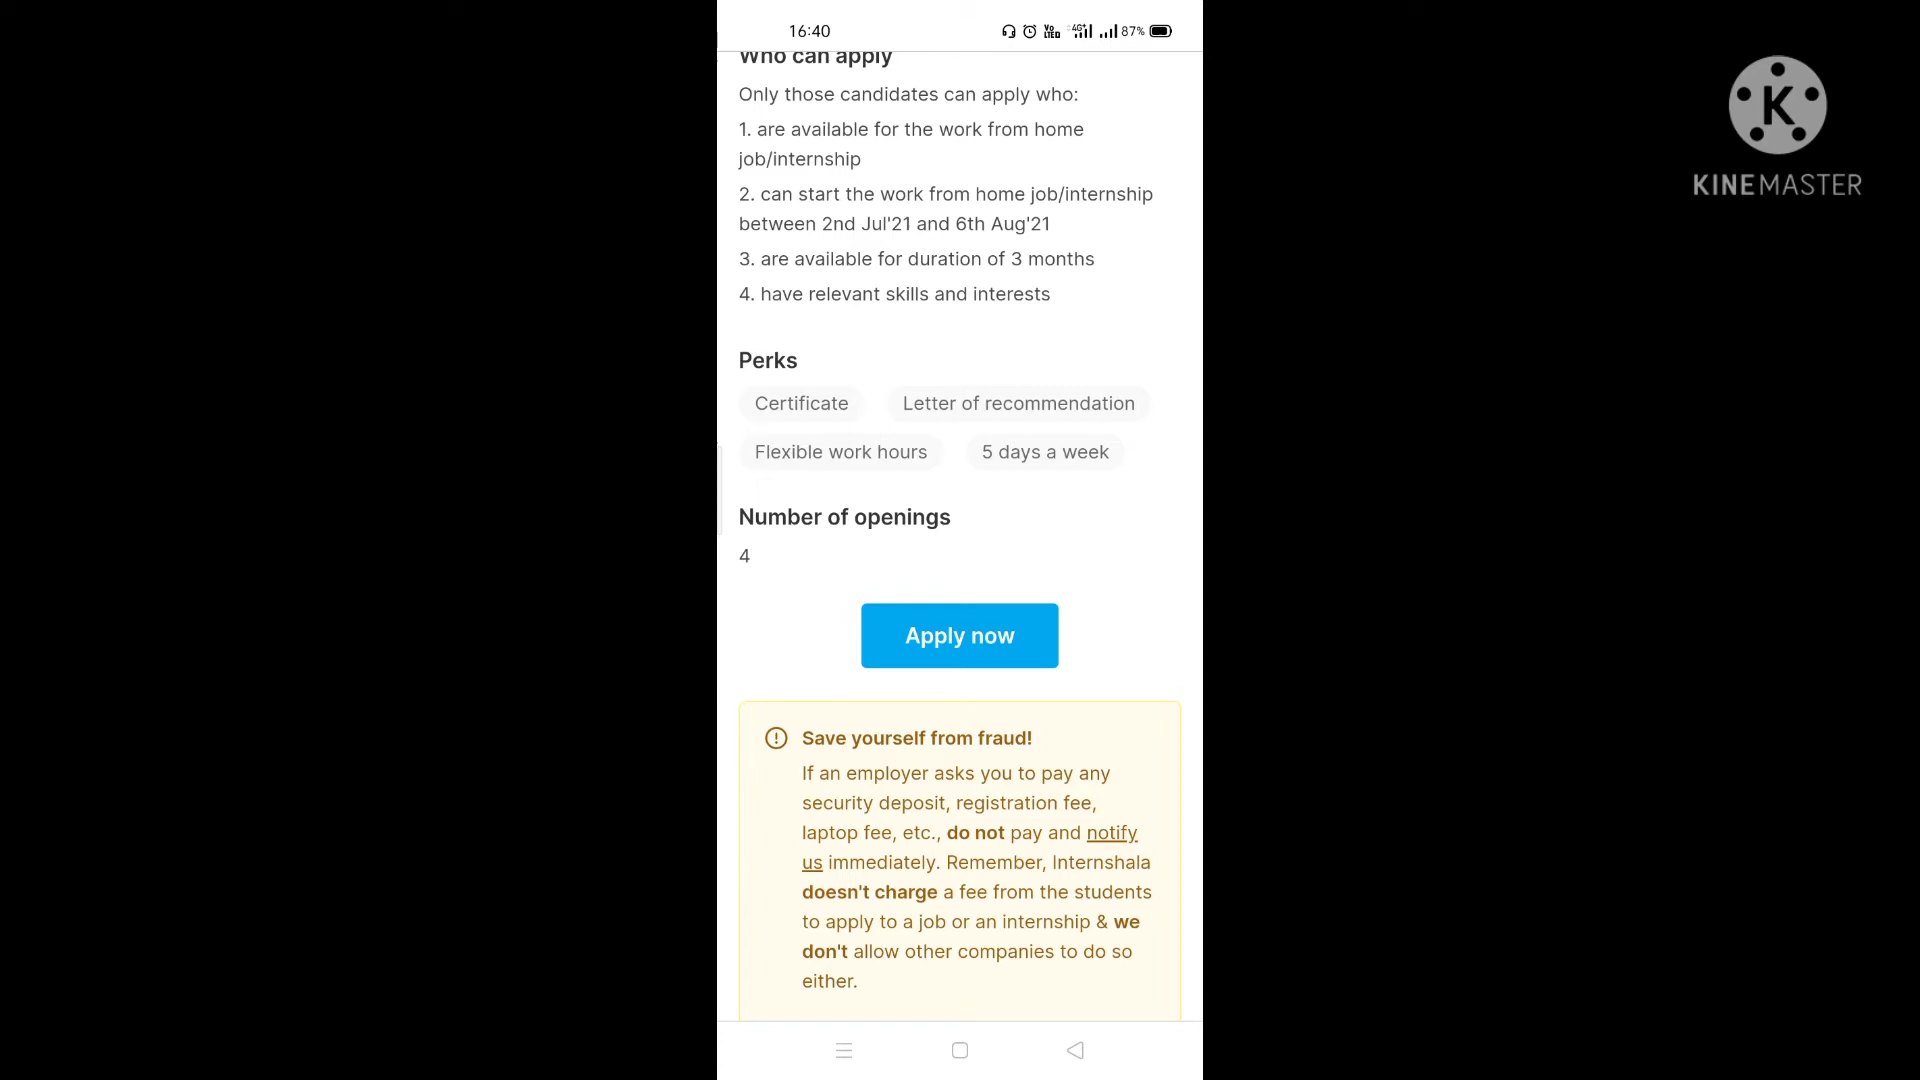 16:40
Vo LTE 4G+ 87%
Who can apply
Only those candidates can apply who:
1. are available for the work from home
job/internship
2. can start the work from home job/internship
between 2nd Jul'21 and 6th Aug'21
3. are available for duration of 3 months
4. have relevant skills and interests
Perks
Certificate Letter of recommendation
Flexible work hours 5 days a week
Number of openings
4
Apply now
Save yourself from fraud!
If an employer asks you to pay any
security deposit, registration fee,
laptop fee, etc., do not pay and notify
us immediately. Remember, Internshala
doesn't charge a fee from the students
to apply to a job or an internship & we
don't allow other companies to do so
either.
K
KINEMASTER